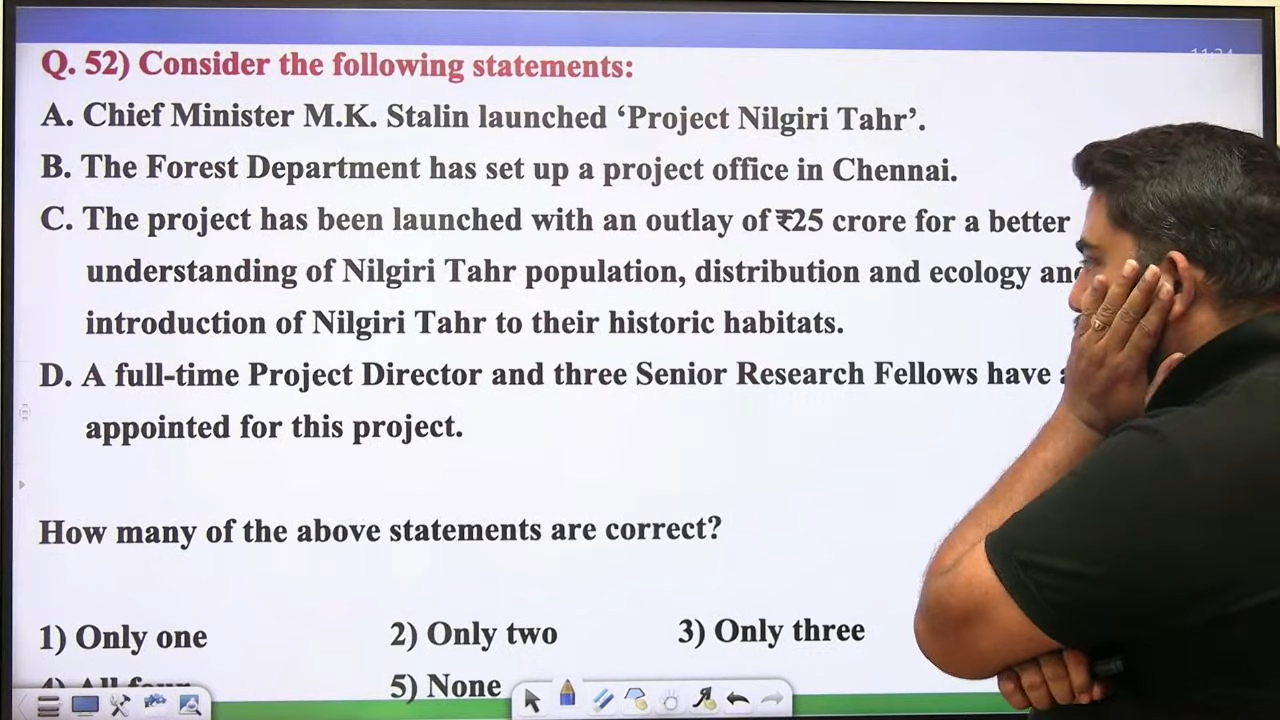 Q. 52) Consider the following statements:
A. Chief Minister M.K. Stalin launched ‘Project Nilgiri Tahr’.
B. The Forest Department has set up a project office in Chennai.
C. The project has been launched with an outlay of ₹25 crore for a better
understanding of Nilgiri Tahr population, distribution and ecology and
introduction of Nilgiri Tahr to their historic habitats.
D. A full-time Project Director and three Senior Research Fellows have
appointed for this project.
How many of the above statements are correct?
1) Only one 2) Only two 3) Only three
4) All four 5) None